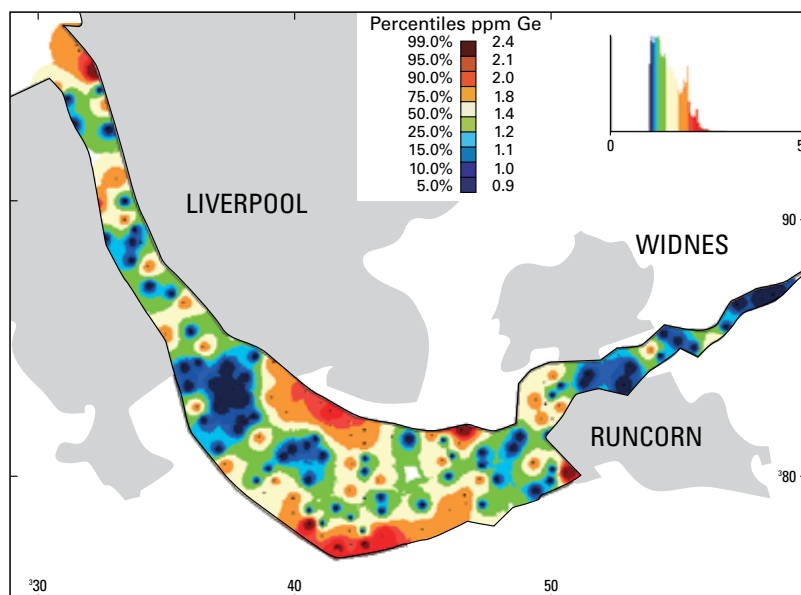 Percentiles ppm Ge
99.0% 2.4
95.0% 2.1
90.0% 2.0
75.0% 1.8
50.0% 1.4
25.0% 1.2
15.0% 1.1
10.0% 1.0
5.0% 0.9
0 5
LIVERPOOL
90
WIDNES
RUNCORN
³80
³30 40 50